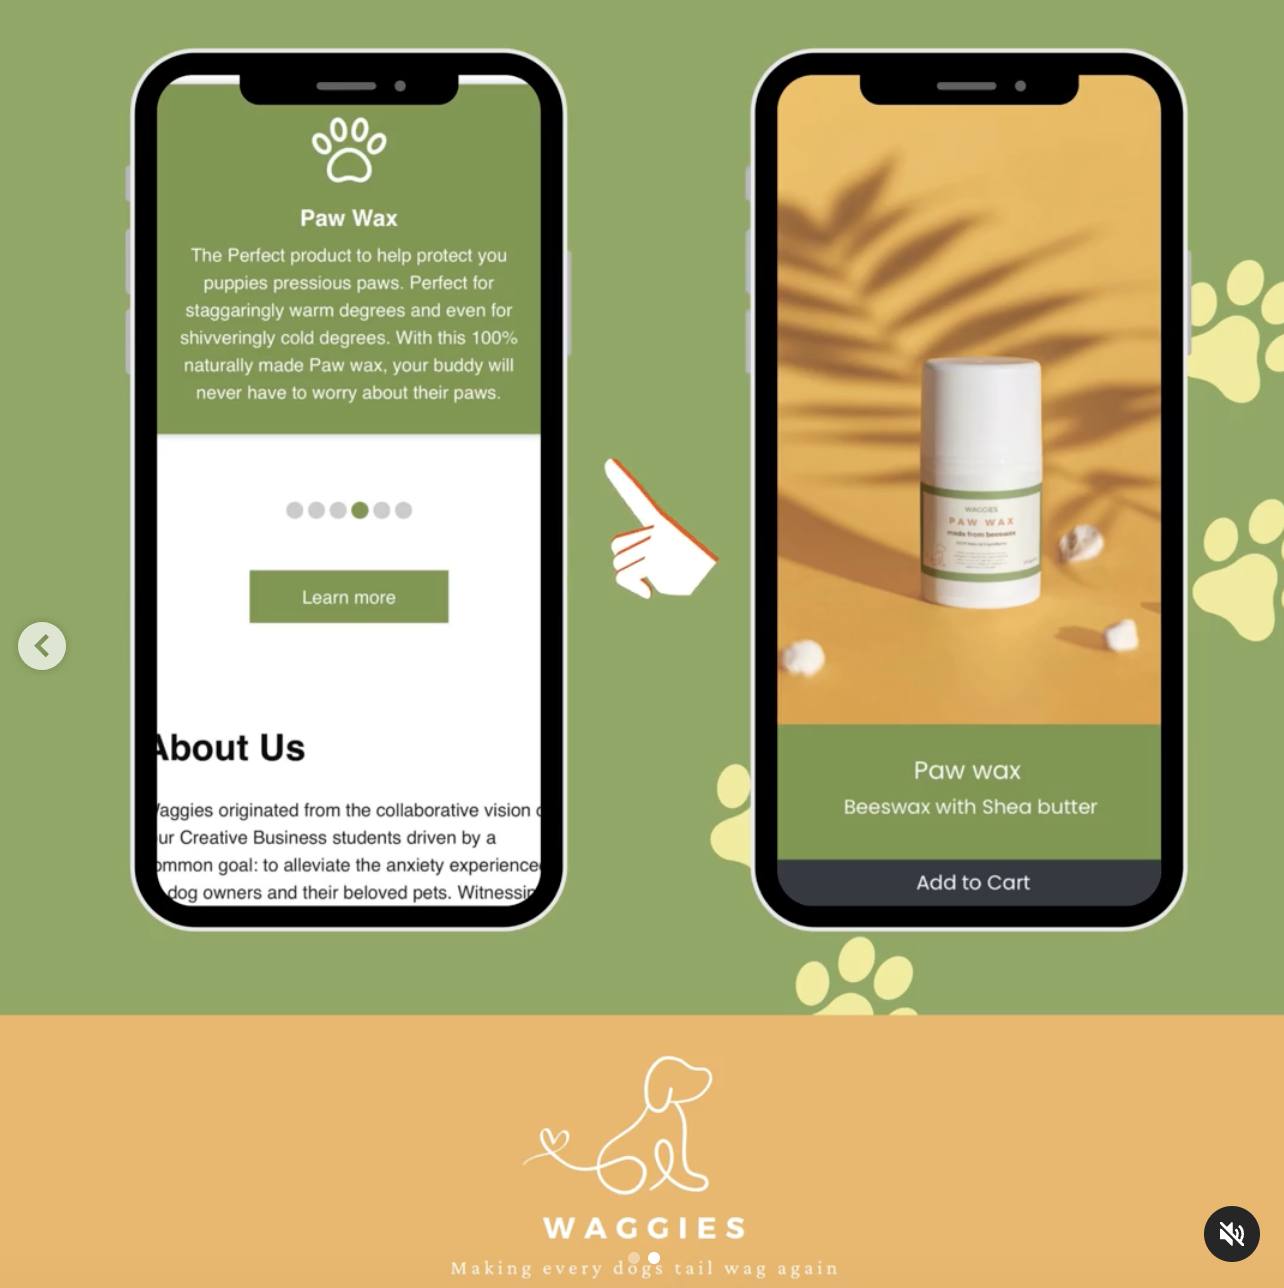 Paw Wax
The Perfect product to help protect you
puppies pressious paws. Perfect for
staggaringly warm degrees and even for
shivveringly cold degrees. With this 100%
naturally made Paw wax, your buddy will
never have to worry about their paws.
Learn more
About Us
aggies originated from the collaborative vision
ur Creative Business students driven by a
ommon goal: to alleviate the anxiety experienced
dog owners and their beloved pets. Witnessin
WAGGIES
PAW WAX
made from beeswax
Paw wax
Beeswax with Shea butter
Add to Cart
WAGGIES
Making every dogs tail wag again